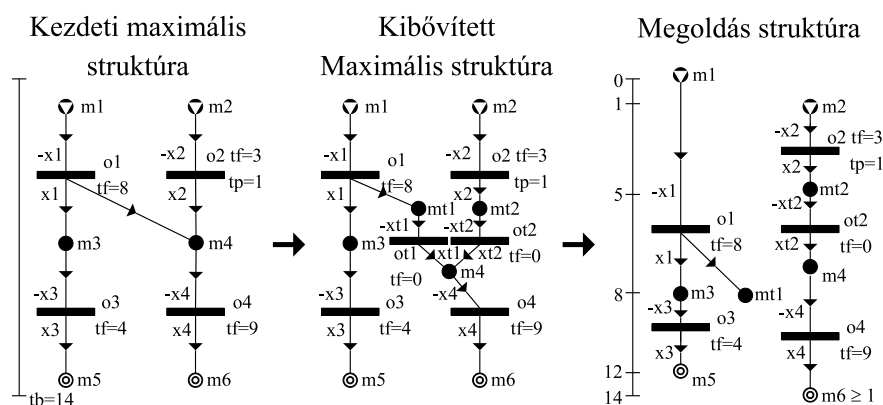 Kezdeti maximális
struktúra
m1
m2
-x1
o1
tf=8
x1
-x2
o2 tf=3
x2
tp=1
m3
m4
-x3
o3
x3
tf=4
-x4
o4
x4
tf=9
m5
m6
tb=14
Kibővített
Maximális struktúra
m1
m2
-x1
o1
tf=8
x1
-x2
o2
tf=3
x2
tp=1
mt1
mt2
-xt1
-xt2
ot2
m3
ot1
xt1
xt2
tf=0
tf=0
m4
-x3
o3
x3
tf=4
-x4
o4
x4
tf=9
m5
m6
Megoldás struktúra
0
1
5
8
12
14
m1
-x1
o1
tf=8
x1
m3
mt1
-x3
o3
x3
tf=4
m5
m2
-x2
o2
tf=3
x2
tp=1
mt2
-xt2
ot2
xt2
tf=0
m4
-x4
o4
x4
tf=9
m6 ≥ 1